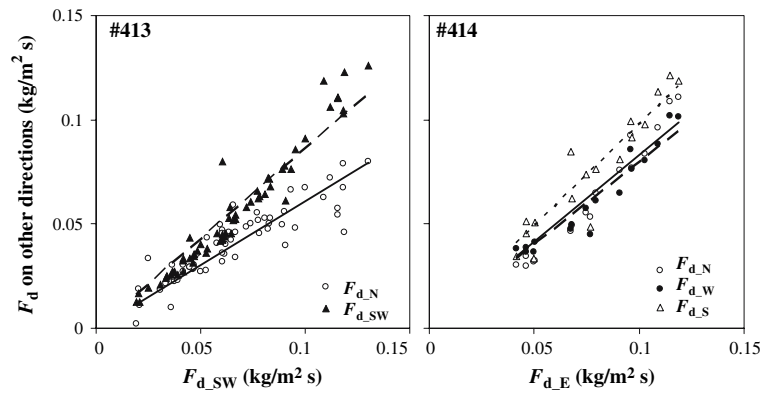 #413
#414
F_d on other directions (kg/m² s)
0.15
0.1
0.05
0
F_d_N
F_d_SW
F_d_N
F_d_W
F_d_S
0 0.05 0.1 0.15
0 0.05 0.1 0.15
F_d_SW (kg/m² s)
F_d_E (kg/m² s)